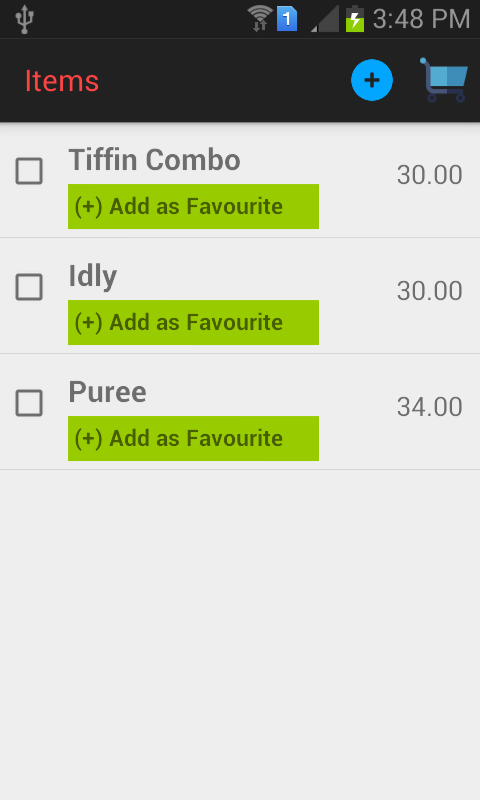 1 3:48 PM
Items
Tiffin Combo 30.00
(+) Add as Favourite
Idly 30.00
(+) Add as Favourite
Puree 34.00
(+) Add as Favourite